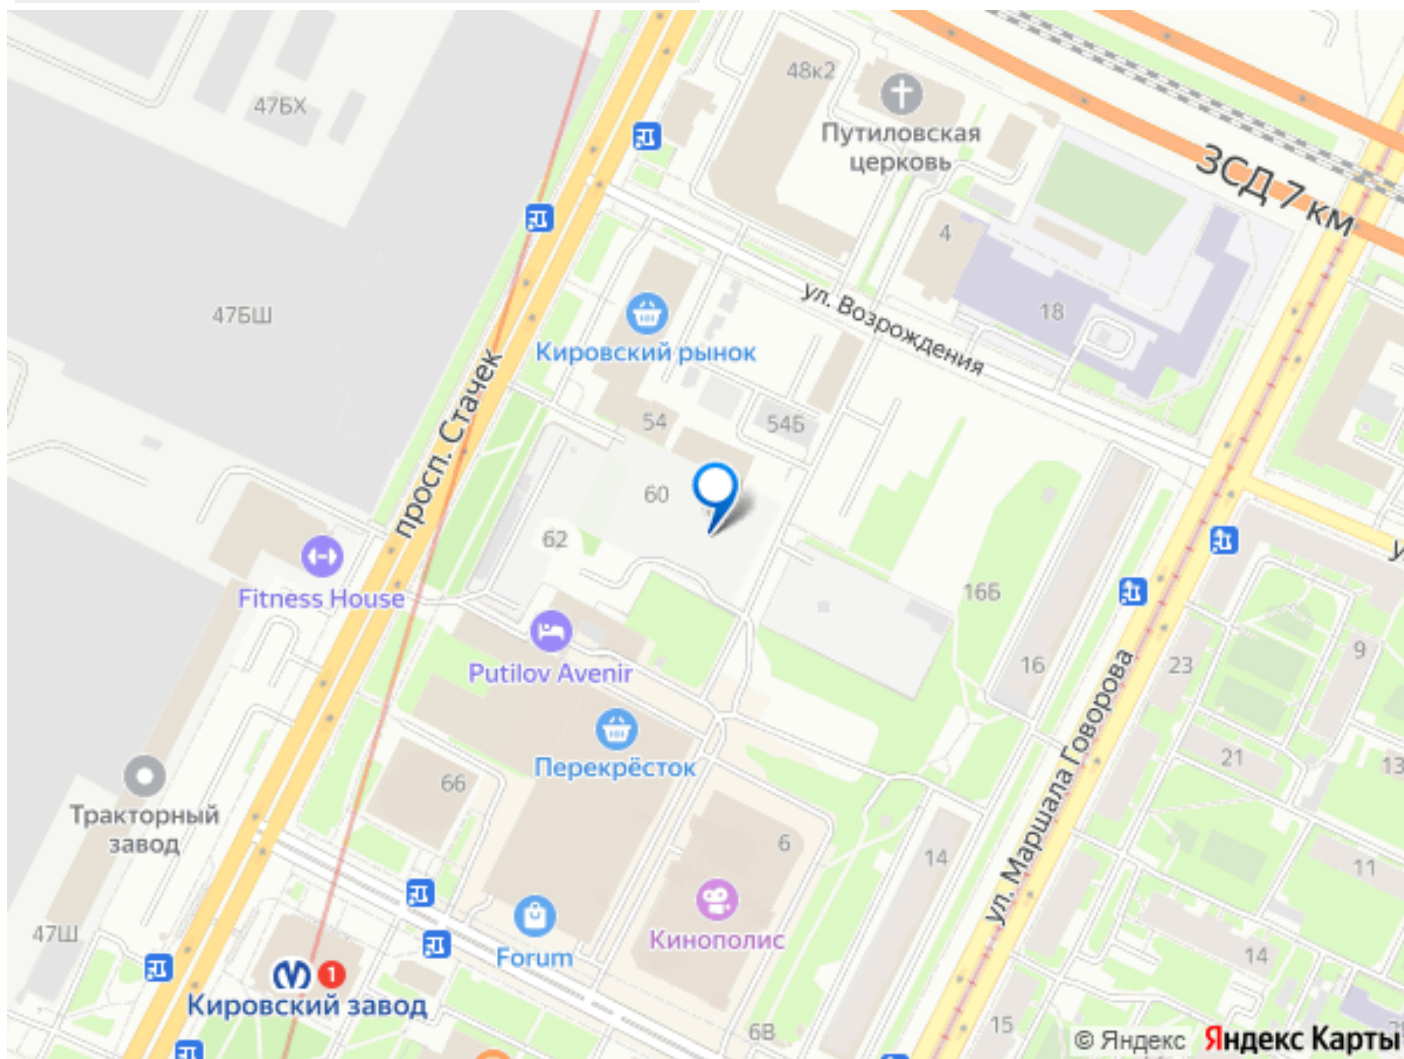 48к2
47БХ
Путиловская
церковь
ЗСД 7 км
4
47БШ
ул. Возрождения
18
Кировский рынок
просп. Стачек
54
54Б
60
62
Fitness House
16Б
Putilov Avenir
16
23
9
ул. Маршала Говорова
Перекрёсток
21
13
66
Тракторный
завод
6
14
11
Кинополис
47Ш
Forum
14
1
Кировский завод
6В
15
© Яндекс
Яндекс Карты